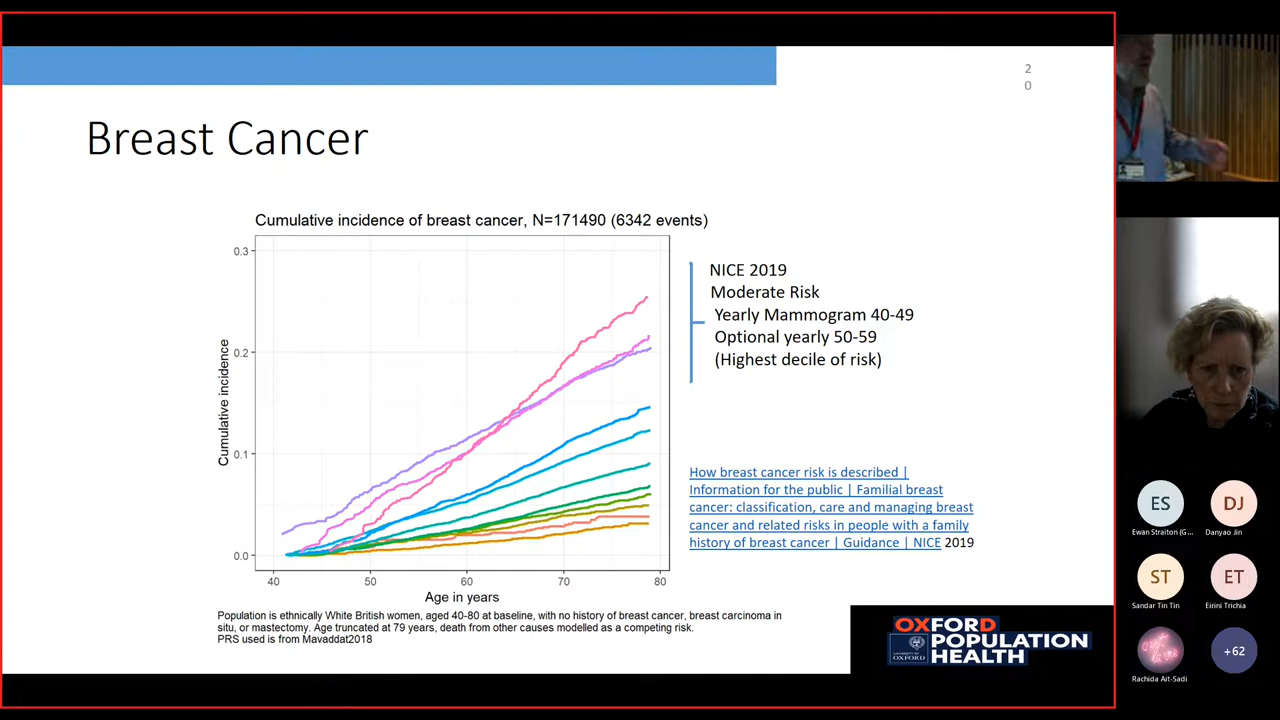 2
0
Breast Cancer
Cumulative incidence of breast cancer, N=171490 (6342 events)
0.3
0.2
0.1
0.0
Cumulative incidence
40
50
60
70
80
Age in years
NICE 2019
Moderate Risk
Yearly Mammogram 40-49
Optional yearly 50-59
(Highest decile of risk)
How breast cancer risk is described |
Information for the public | Familial breast
cancer: classification, care and managing breast
cancer and related risks in people with a family
history of breast cancer | Guidance | NICE 2019
Population is ethnically White British women, aged 40-80 at baseline, with no history of breast cancer, breast carcinoma in
situ, or mastectomy. Age truncated at 79 years, death from other causes modelled as a competing risk.
PRS used is from Mavaddat2018
OXFORD
POPULATION
HEALTH
UNIVERSITY OF
OXFORD
ES
Ewan Straiton (G...
DJ
Danyao Jin
ST
Sandar Tin Tin
ET
Eirini Trichia
Rachida Ait-Sadi
+62